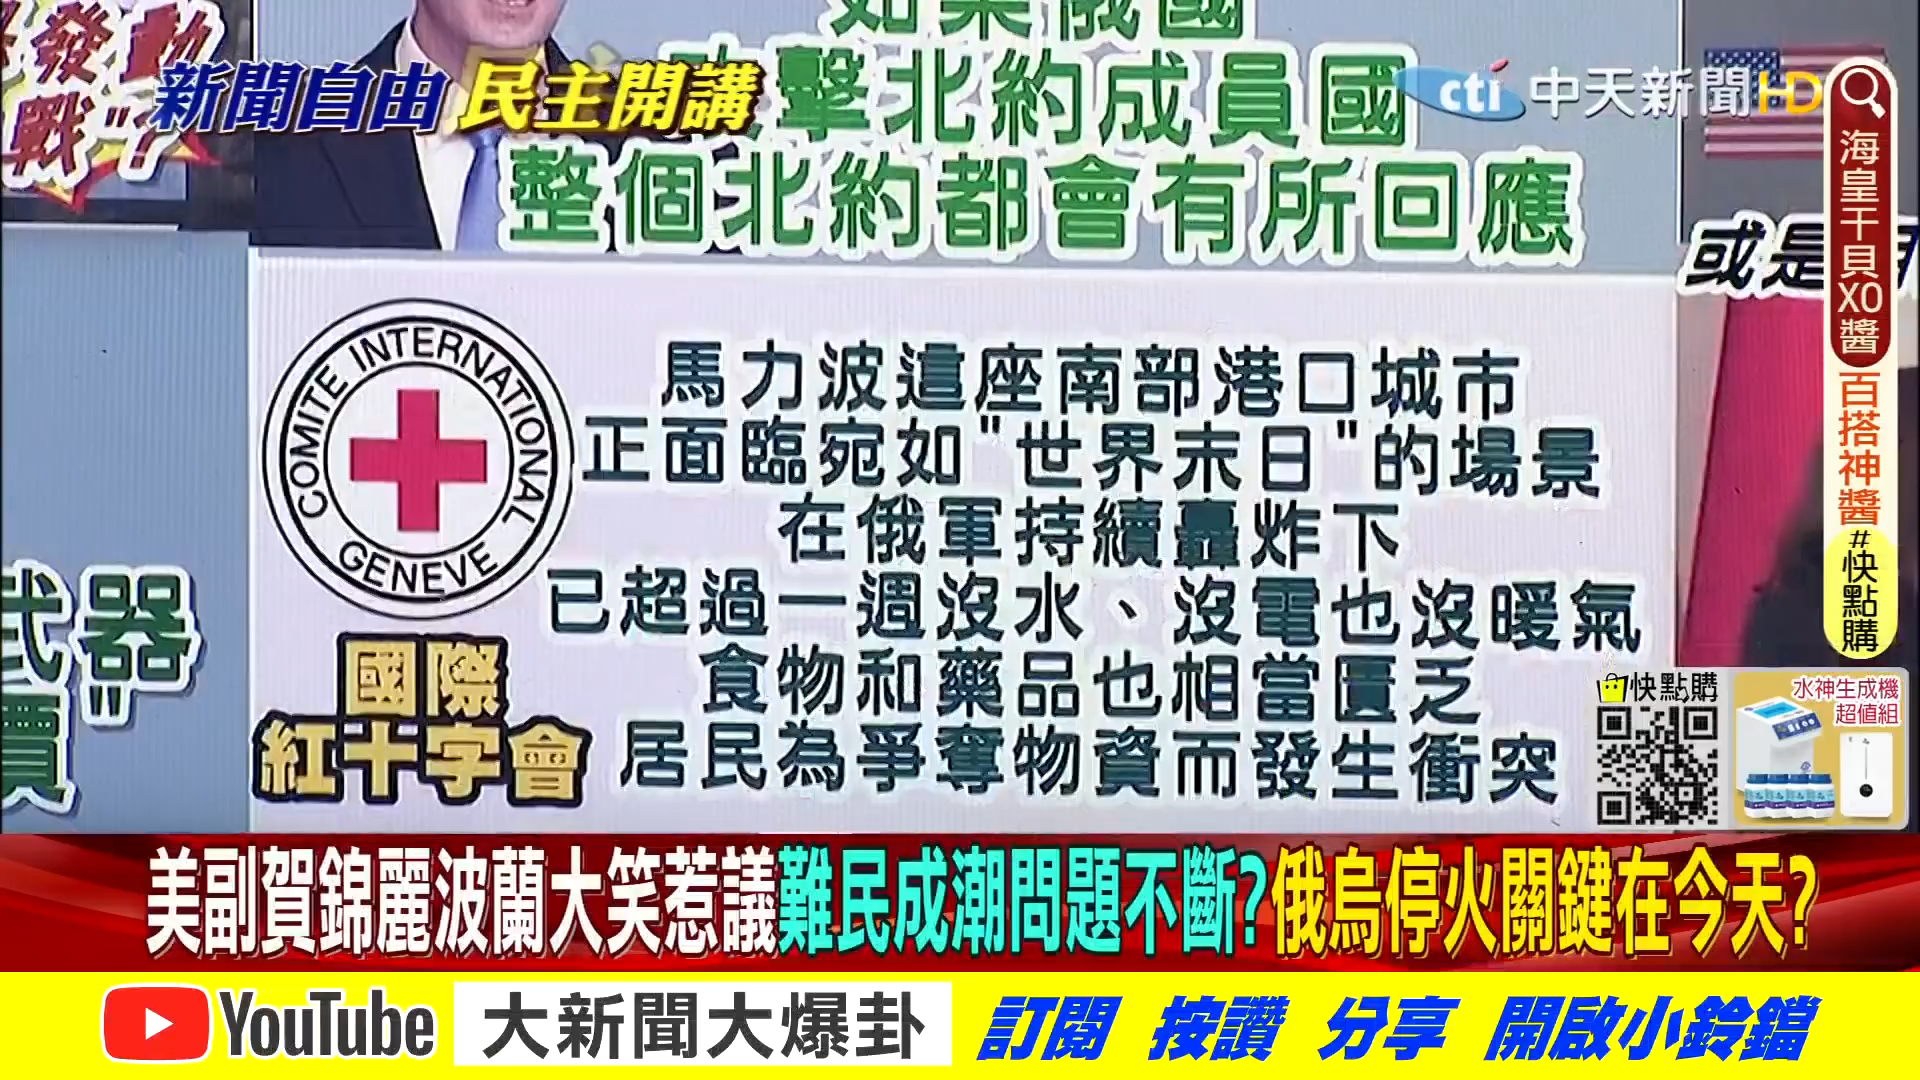 發動
戰"?
新聞自由 民主開講
如果俄國
攻擊北約成員國
整個北約都會有所回應
cti 中天新聞HD
或是
COMITE INTERNATIONAL
GENEVE
國際
紅十字會
馬力波這座南部港口城市
正面臨宛如"世界末日"的場景
在俄軍持續轟炸下
已超過一週沒水、沒電也沒暖氣
食物和藥品也相當匱乏
居民為爭奪物資而發生衝突
武器
價"
海皇干貝XO醬
百搭神醬
#快點購
快點購
水神生成機
超值組
美副賀錦麗波蘭大笑惹議難民成潮問題不斷?俄烏停火關鍵在今天?
YouTube 大新聞大爆卦 訂閱 按讚 分享 開啟小鈴鐺